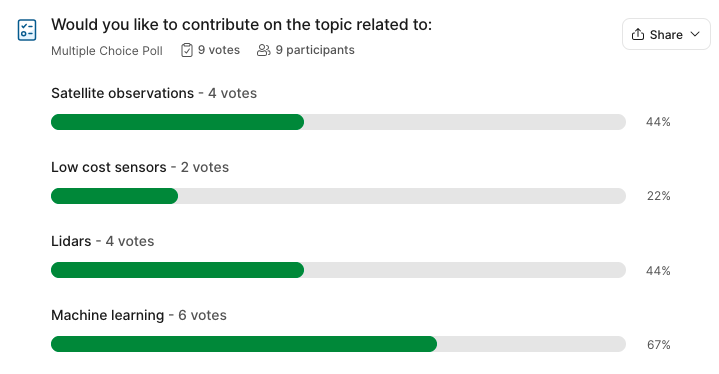 Would you like to contribute on the topic related to:
Multiple Choice Poll 9 votes 9 participants
Share
Satellite observations - 4 votes
44%
Low cost sensors - 2 votes
22%
Lidars - 4 votes
44%
Machine learning - 6 votes
67%